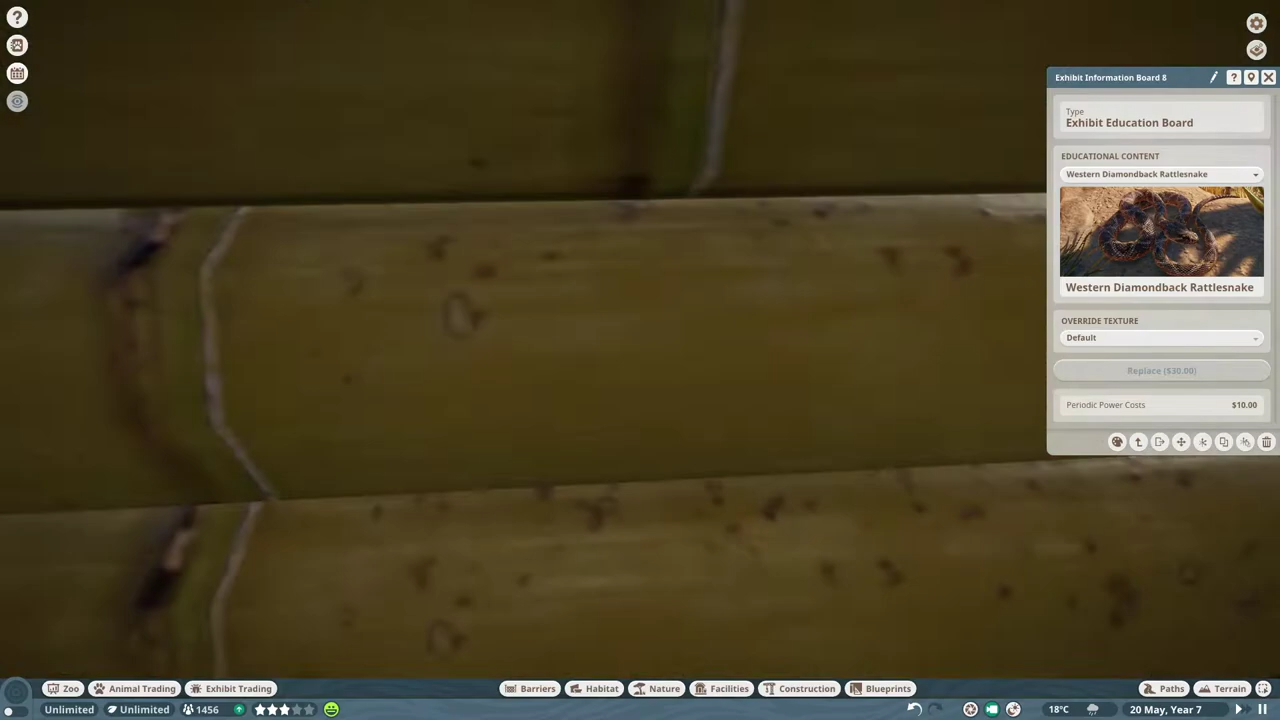 ?
Exhibit Information Board 8
?
Type
Exhibit Education Board
EDUCATIONAL CONTENT
Western Diamondback Rattlesnake
Western Diamondback Rattlesnake
OVERRIDE TEXTURE
Default
Replace ($30.00)
Periodic Power Costs $10.00
Zoo Animal Trading Exhibit Trading Barriers Habitat Nature Facilities Construction Blueprints Paths Terrain
Unlimited Unlimited 1456 18°C 20 May, Year 7